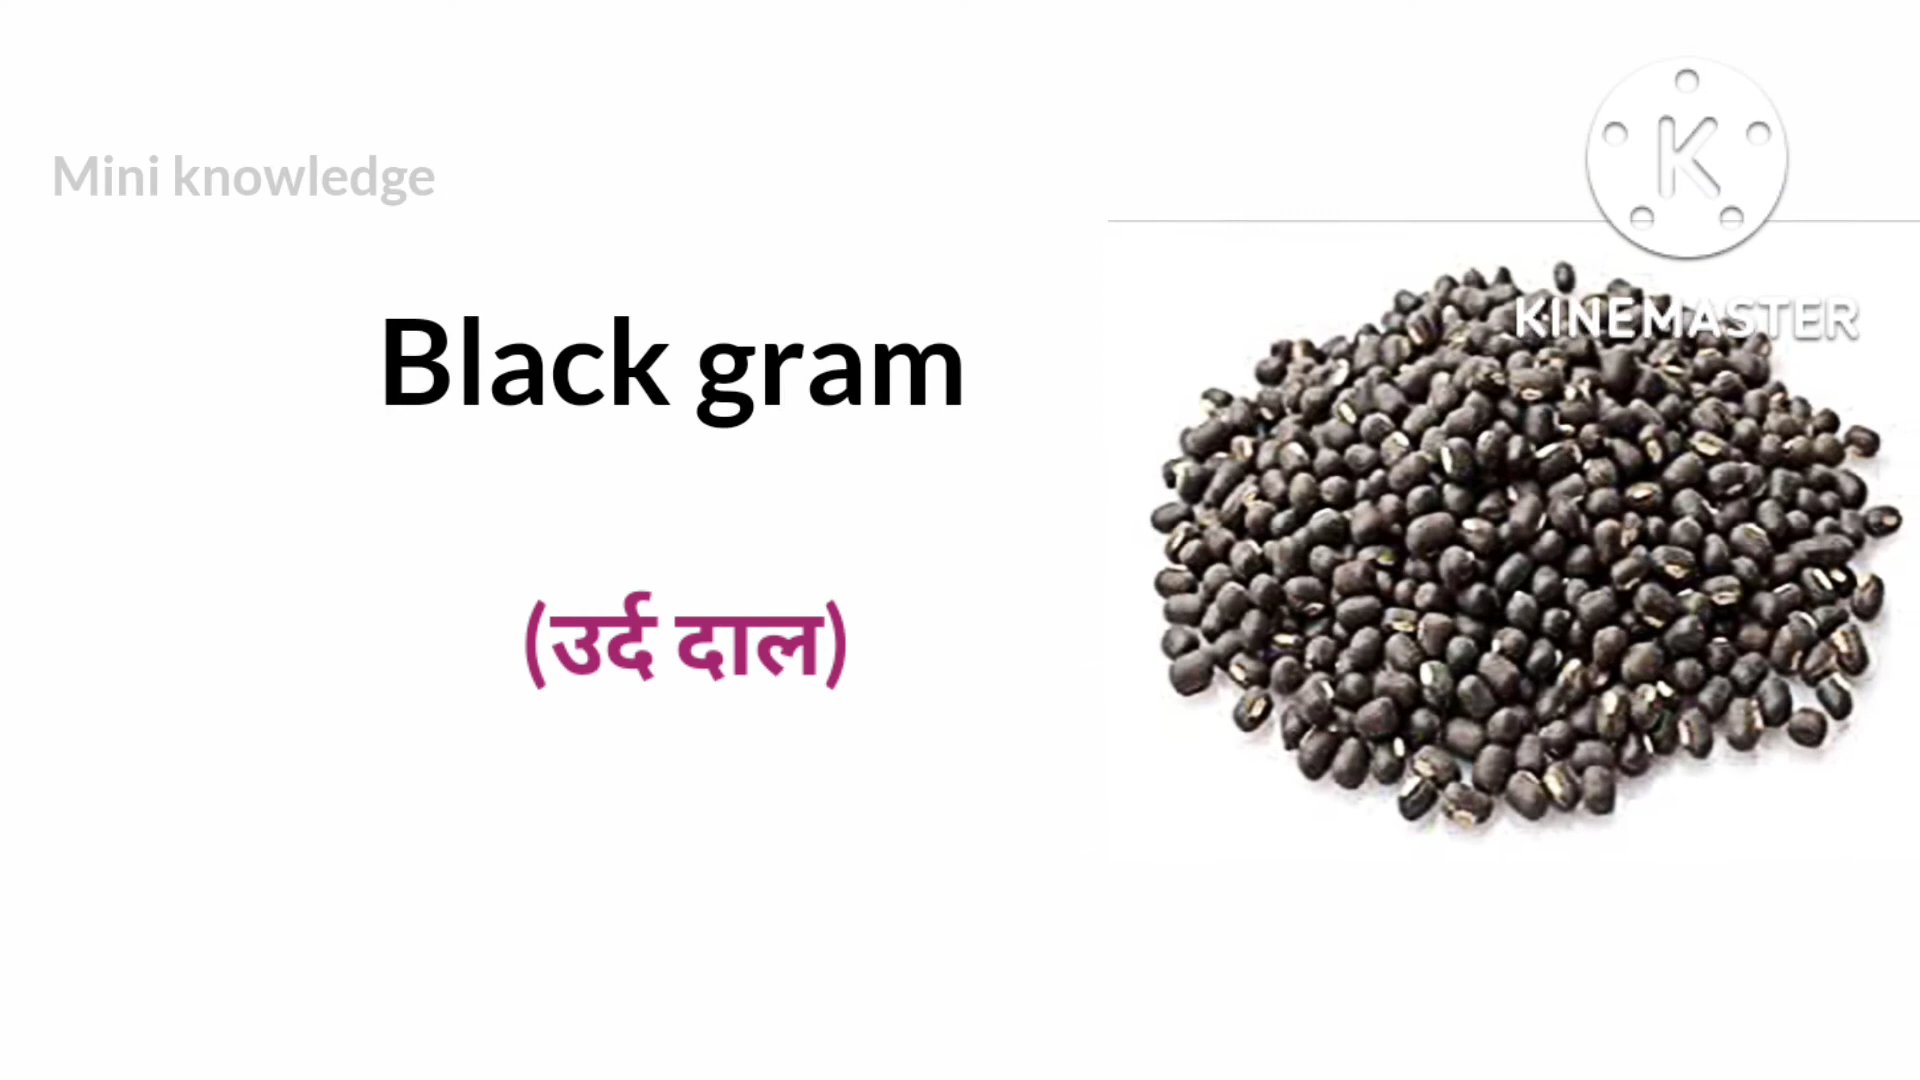 Mini knowledge
K
KINEMASTER
Black gram
(उर्द दाल)